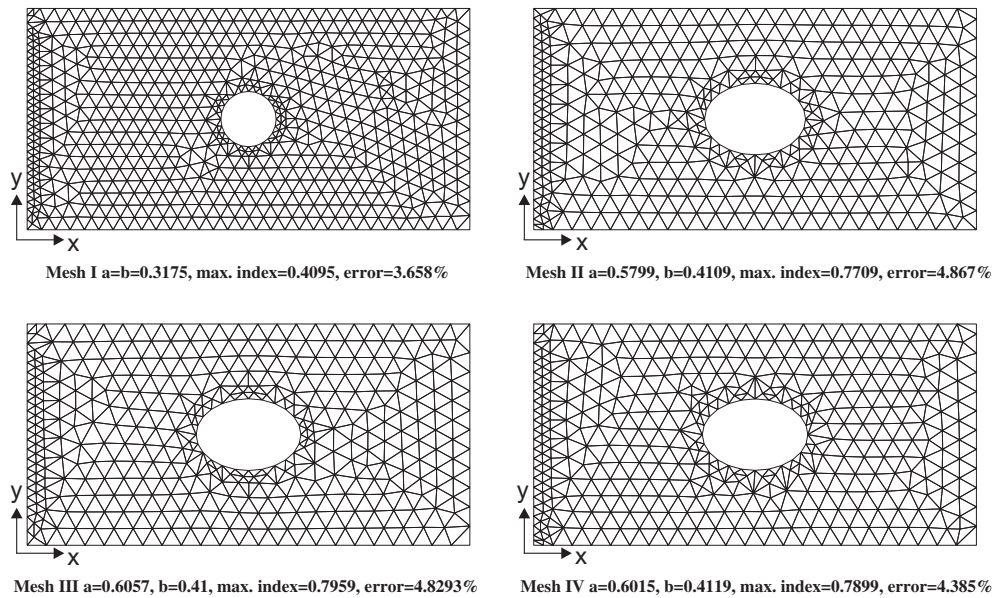 y
x
Mesh I a=b=0.3175, max. index=0.4095, error=3.658%
y
x
Mesh II a=0.5799, b=0.4109, max. index=0.7709, error=4.867%
y
x
Mesh III a=0.6057, b=0.41, max. index=0.7959, error=4.8293%
y
x
Mesh IV a=0.6015, b=0.4119, max. index=0.7899, error=4.385%